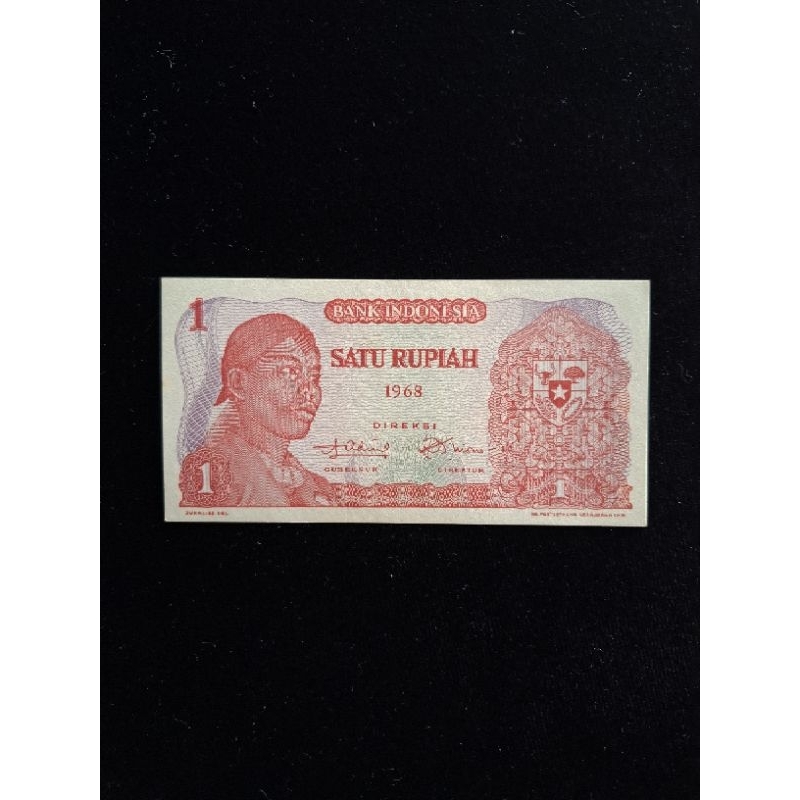 1
BANK INDONESIA
SATU RUPIAH
1968
DIREKSI
GUBERNUR DIREKTUR
1 1